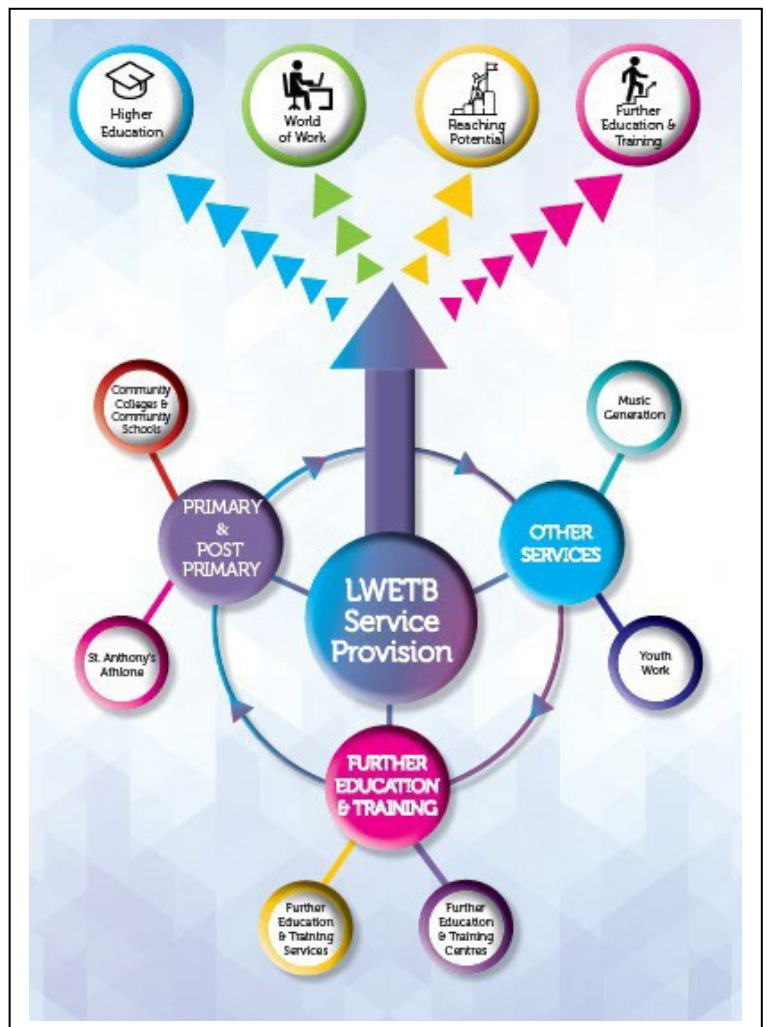 Higher
Education
World
of Work
Reaching
Potential
Further
Education &
Training
Community
Colleges &
Community
Schools
Music
Generation
PRIMARY
&
POST
PRIMARY
OTHER
SERVICES
LWETB
Service
Provision
St. Anthony's
Athlone
Youth
Work
FURTHER
EDUCATION
& TRAINING
Further
Education
& Training
Services
Further
Education
& Training
Centres